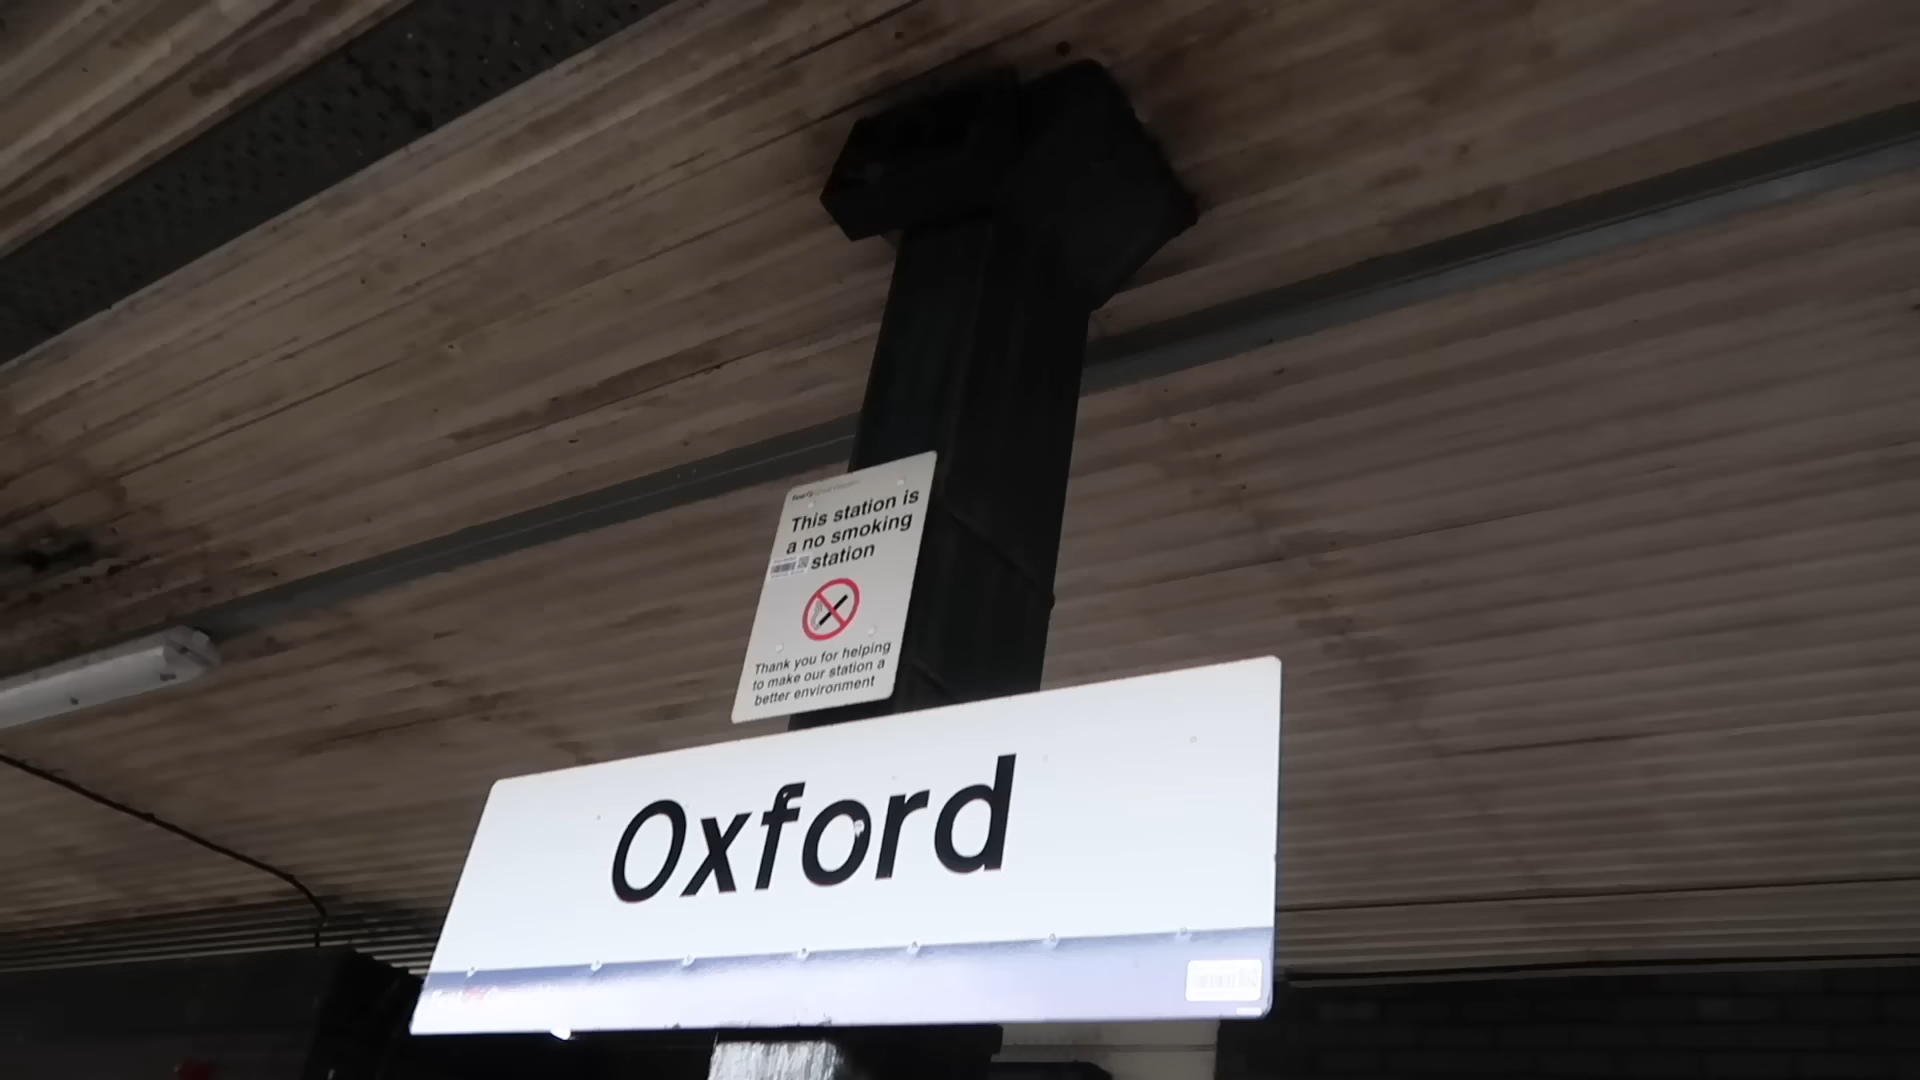 This station is
a no smoking
station
Thank you for helping
to make our station a
better environment
Oxford